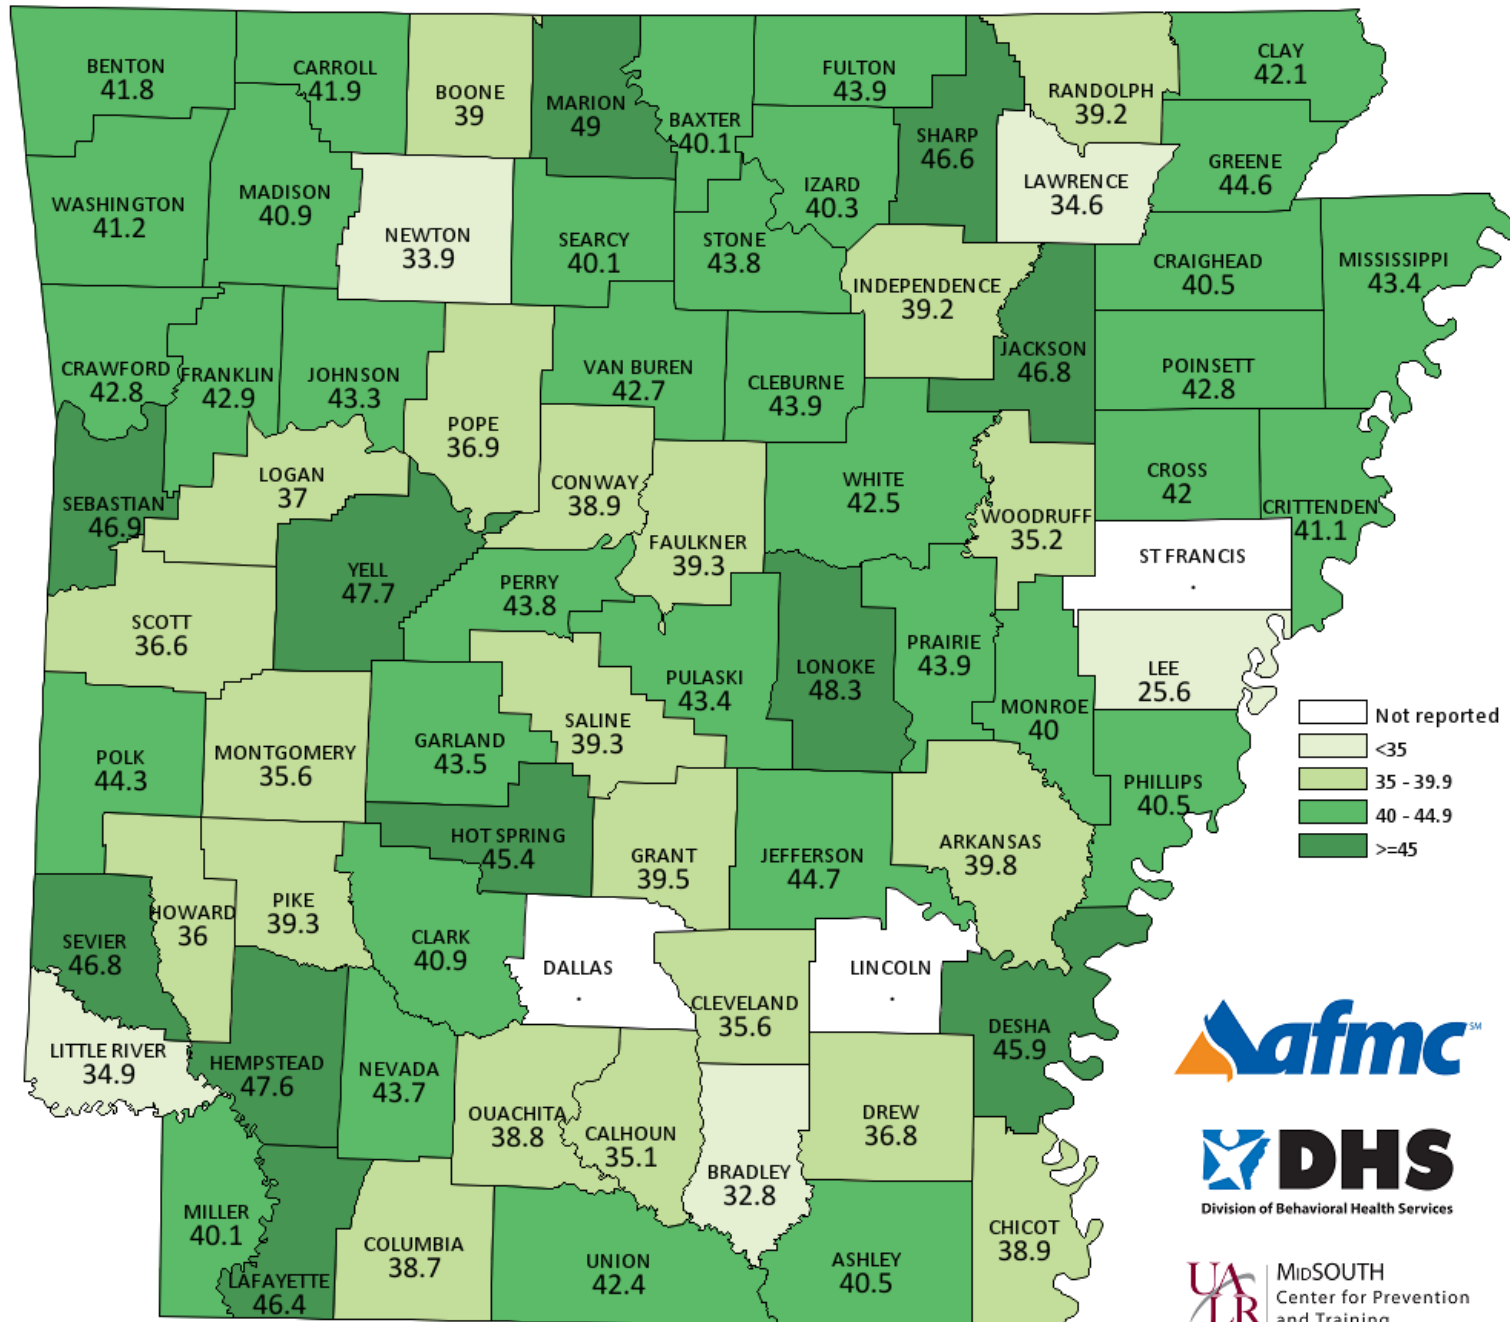 BENTON
41.8
CARROLL
41.9
BOONE
39
MARION
49
BAXTER
40.1
FULTON
43.9
SHARP
46.6
RANDOLPH
39.2
CLAY
42.1
GREENE
44.6
LAWRENCE
34.6
IZARD
40.3
WASHINGTON
41.2
MADISON
40.9
NEWTON
33.9
SEARCY
40.1
STONE
43.8
INDEPENDENCE
39.2
CRAIGHEAD
40.5
MISSISSIPPI
43.4
CRAWFORD
42.8
FRANKLIN
42.9
JOHNSON
43.3
POPE
36.9
VAN BUREN
42.7
CLEBURNE
43.9
JACKSON
46.8
POINSETT
42.8
SEBASTIAN
46.9
LOGAN
37
CONWAY
38.9
FAULKNER
39.3
WHITE
42.5
WOODRUFF
35.2
CROSS
42
CRITTENDEN
41.1
ST FRANCIS
.
SCOTT
36.6
YELL
47.7
PERRY
43.8
PULASKI
43.4
LONOKE
48.3
PRAIRIE
43.9
MONROE
40
LEE
25.6
POLK
44.3
MONTGOMERY
35.6
GARLAND
43.5
SALINE
39.3
PHILLIPS
40.5
Not reported
<35
35 - 39.9
40 - 44.9
>=45
HOT SPRING
45.4
GRANT
39.5
JEFFERSON
44.7
ARKANSAS
39.8
SEVIER
46.8
HOWARD
36
PIKE
39.3
CLARK
40.9
DALLAS
.
CLEVELAND
35.6
LINCOLN
.
DESHA
45.9
LITTLE RIVER
34.9
HEMPSTEAD
47.6
NEVADA
43.7
OUACHITA
38.8
CALHOUN
35.1
BRADLEY
32.8
DREW
36.8
CHICOT
38.9
MILLER
40.1
LAFAYETTE
46.4
COLUMBIA
38.7
UNION
42.4
ASHLEY
40.5
afmc SM
DHS
Division of Behavioral Health Services
UA
LR
MIDSOUTH
Center for Prevention
and Training